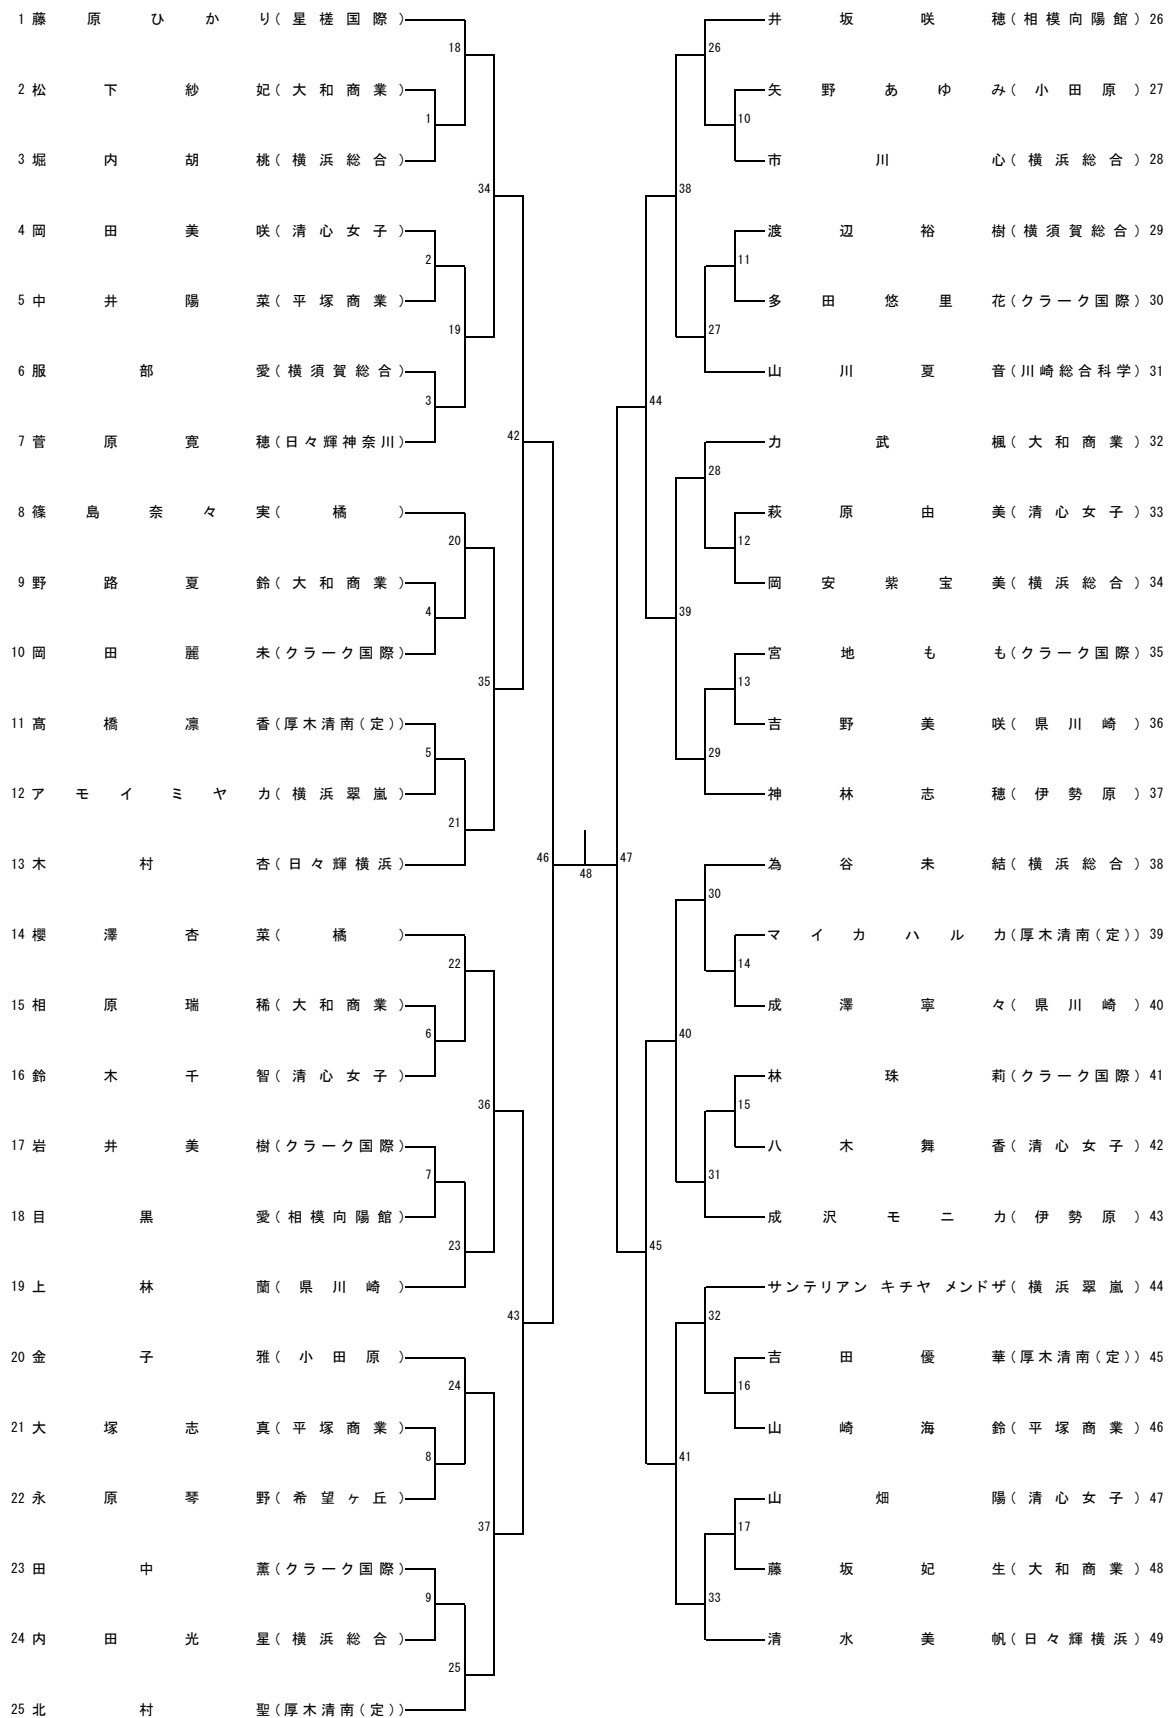 1 藤原ひかり(星槎国際)
18
2 松下紗妃(大和商業)
1
3 堀内胡桃(横浜総合)
34
4 岡田美咲(清心女子)
2
5 中井陽菜(平塚商業)
19
6 服部愛(横須賀総合)
3
7 菅原寛穂(日々輝神奈川)
42
8 篠島奈々実(橘)
20
9 野路夏鈴(大和商業)
4
10 岡田麗未(クラーク国際)
35
11 髙橋凛香(厚木清南(定))
5
12 アモイミヤカ(横浜翠嵐)
21
13 木村杏(日々輝横浜)
46
48
14 櫻澤杏菜(橘)
22
15 相原瑞稀(大和商業)
6
16 鈴木千智(清心女子)
36
17 岩井美樹(クラーク国際)
7
18 目黒愛(相模向陽館)
23
19 上林蘭(県川崎)
43
20 金子雅(小田原)
24
21 大塚志真(平塚商業)
8
22 永原琴野(希望ヶ丘)
37
23 田中薫(クラーク国際)
9
24 内田光星(横浜総合)
25
25 北村聖(厚木清南(定))
井坂咲穂(相模向陽館) 26
26
矢野あゆみ(小田原) 27
10
市川心(横浜総合) 28
38
渡辺裕樹(横須賀総合) 29
11
多田悠里花(クラーク国際) 30
27
山川夏音(川崎総合科学) 31
44
力武楓(大和商業) 32
28
萩原由美(清心女子) 33
12
岡安紫宝美(横浜総合) 34
39
宮地もも(クラーク国際) 35
13
吉野美咲(県川崎) 36
29
神林志穂(伊勢原) 37
47
為谷未結(横浜総合) 38
30
マイカハルカ(厚木清南(定)) 39
14
成澤寧々(県川崎) 40
40
林珠莉(クラーク国際) 41
15
八木舞香(清心女子) 42
31
成沢モニカ(伊勢原) 43
45
サンテリアン キチヤ メンドザ(横浜翠嵐) 44
32
吉田優華(厚木清南(定)) 45
16
山崎海鈴(平塚商業) 46
41
山畑陽(清心女子) 47
17
藤坂妃生(大和商業) 48
33
清水美帆(日々輝横浜) 49